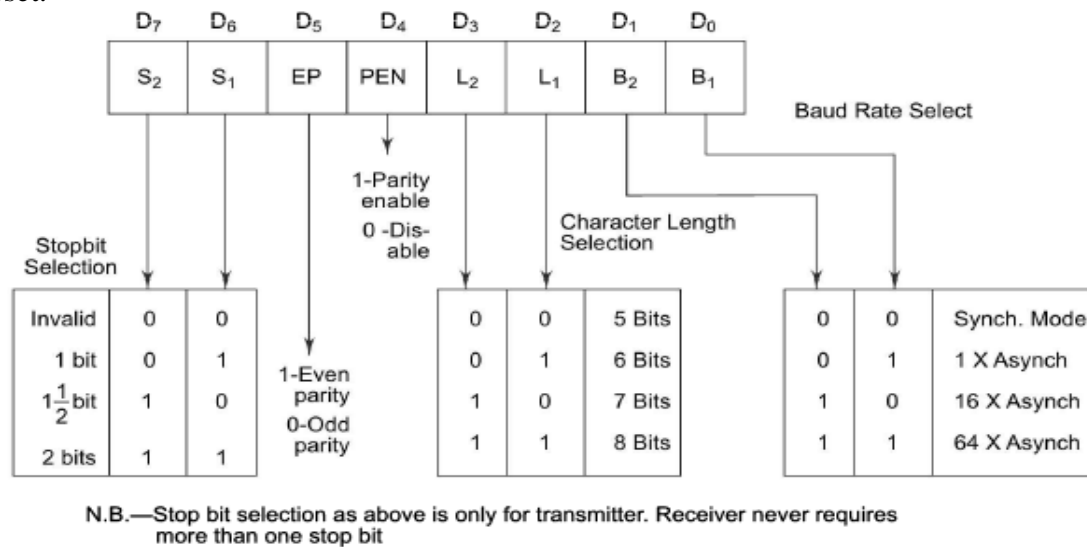 D7 D6 D5 D4 D3 D2 D1 D0
S2 S1 EP PEN L2 L1 B2 B1
Baud Rate Select
1-Parity
enable
0 -Dis-
able
Character Length
Selection
Stopbit
Selection
Invalid 0 0
1 bit 0 1
1 1/2 bit 1 0
2 bits 1 1
1-Even
parity
0-Odd
parity
0 0 5 Bits
0 1 6 Bits
1 0 7 Bits
1 1 8 Bits
0 0 Synch. Mode
0 1 1 X Asynch
1 0 16 X Asynch
1 1 64 X Asynch
N.B.—Stop bit selection as above is only for transmitter. Receiver never requires
more than one stop bit